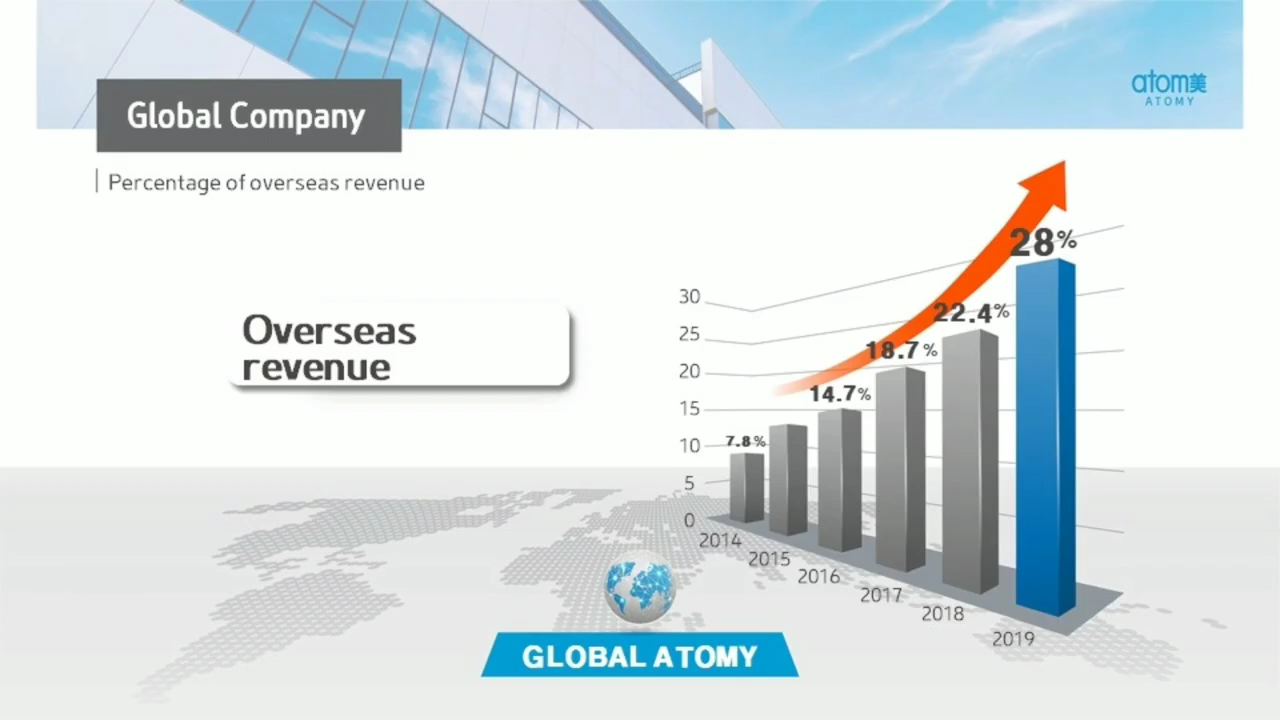 Global Company
atom美
ATOMY
Percentage of overseas revenue
Overseas
revenue
30
25
20
15
10
5
0
7.8%
14.7%
18.7%
22.4%
28%
2014
2015
2016
2017
2018
2019
GLOBAL ATOMY